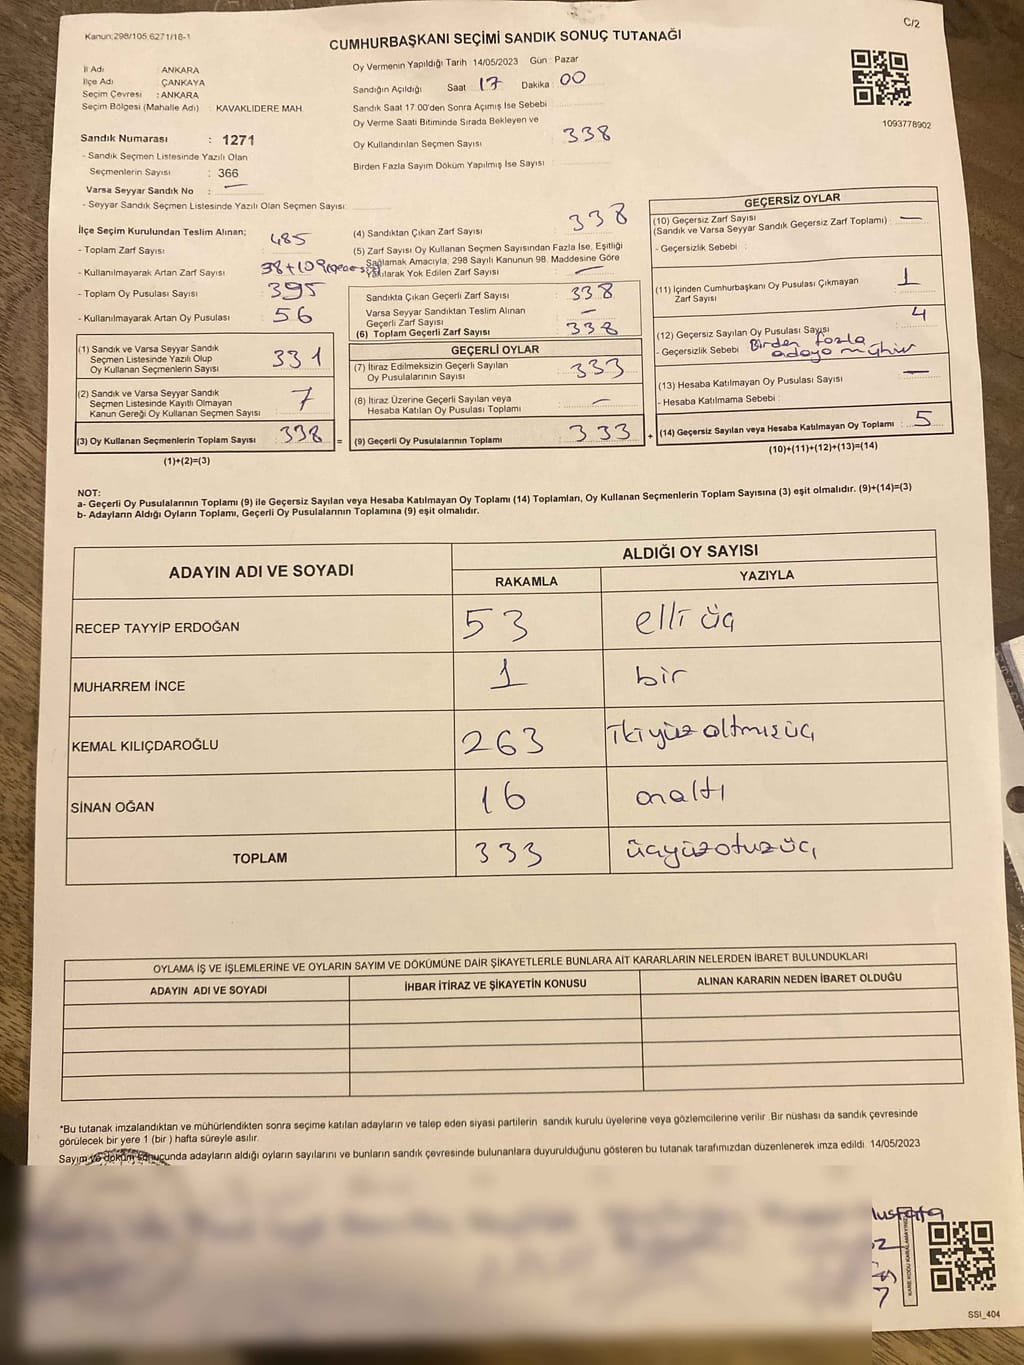 Kanun:298/105,6271/18-1
C/2
CUMHURBAŞKANI SEÇİMİ SANDIK SONUÇ TUTANAĞI
İl Adı : ANKARA
İlçe Adı : ÇANKAYA
Seçim Çevresi : ANKARA
Seçim Bölgesi (Mahalle Adı) : KAVAKLIDERE MAH.
Sandık Numarası : 1271
- Sandık Seçmen Listesinde Yazılı Olan
Seçmenlerin Sayısı : 366
Varsa Seyyar Sandık No : —
- Seyyar Sandık Seçmen Listesinde Yazılı Olan Seçmen Sayısı:
Oy Vermenin Yapıldığı Tarih 14/05/2023 Gün : Pazar
Sandığın Açıldığı Saat 17 Dakika 00
Sandık Saat 17.00'den Sonra Açımış İse Sebebi
Oy Verme Saati Bitiminde Sırada Bekleyen ve
Oy Kullandırılan Seçmen Sayısı : 338
Birden Fazla Sayım Döküm Yapılmış İse Sayısı :
1093778902
İlçe Seçim Kurulundan Teslim Alınan;
- Toplam Zarf Sayısı : 485
- Kullanılmayarak Artan Zarf Sayısı : 38+109
- Toplam Oy Pusulası Sayısı : 395
- Kullanılmayarak Artan Oy Pusulası : 56
(1) Sandık ve Varsa Seyyar Sandık
Seçmen Listesinde Yazılı Olup
Oy Kullanan Seçmenlerin Sayısı : 331
(2) Sandık ve Varsa Seyyar Sandık
Seçmen Listesinde Kayıtlı Olmayan
Kanun Gereği Oy Kullanan Seçmen Sayısı : 7
(3) Oy Kullanan Seçmenlerin Toplam Sayısı : 338 =
(1)+(2)=(3)
(4) Sandıktan Çıkan Zarf Sayısı : 338
(5) Zarf Sayısı Oy Kullanan Seçmen Sayısından Fazla İse, Eşitliği
Sağlamak Amacıyla, 298 Sayılı Kanunun 98. Maddesine Göre
Yakılarak Yok Edilen Zarf Sayısı : —
Sandıkta Çıkan Geçerli Zarf Sayısı : 338
Varsa Seyyar Sandıktan Teslim Alınan
Geçerli Zarf Sayısı : —
(6) Toplam Geçerli Zarf Sayısı : 338
GEÇERLİ OYLAR
(7) İtiraz Edilmeksizin Geçerli Sayılan
Oy Pusulalarının Sayısı : 333
(8) İtiraz Üzerine Geçerli Sayılan veya
Hesaba Katılan Oy Pusulası Toplamı : —
(9) Geçerli Oy Pusulalarının Toplamı : 333 +
GEÇERSİZ OYLAR
(10) Geçersiz Zarf Sayısı : —
(Sandık ve Varsa Seyyar Sandık Geçersiz Zarf Toplamı)
- Geçersizlik Sebebi :
(11) İçinden Cumhurbaşkanı Oy Pusulası Çıkmayan
Zarf Sayısı : 1
(12) Geçersiz Sayılan Oy Pusulası Sayısı : 4
- Geçersizlik Sebebi : Birden fazla
adaya mühür
(13) Hesaba Katılmayan Oy Pusulası Sayısı : —
- Hesaba Katılmama Sebebi :
(14) Geçersiz Sayılan veya Hesaba Katılmayan Oy Toplamı : 5
(10)+(11)+(12)+(13)=(14)
NOT:
a- Geçerli Oy Pusulalarının Toplamı (9) ile Geçersiz Sayılan veya Hesaba Katılmayan Oy Toplamı (14) Toplamları, Oy Kullanan Seçmenlerin Toplam Sayısına (3) eşit olmalıdır. (9)+(14)=(3)
b- Adayların Aldığı Oyların Toplamı, Geçerli Oy Pusulalarının Toplamına (9) eşit olmalıdır.
ADAYIN ADI VE SOYADI
ALDIĞI OY SAYISI
RAKAMLA YAZIYLA
RECEP TAYYİP ERDOĞAN 53 elli üç
MUHARREM İNCE 1 bir
KEMAL KILIÇDAROĞLU 263 ikiyüzaltmışüç
SİNAN OĞAN 16 onaltı
TOPLAM 333 üçyüzotuzüç
OYLAMA İŞ VE İŞLEMLERİNE VE OYLARIN SAYIM VE DÖKÜMÜNE DAİR ŞİKAYETLERLE BUNLARA AİT KARARLARIN NELERDEN İBARET BULUNDUKLARI
ADAYIN ADI VE SOYADI İHBAR İTİRAZ VE ŞİKAYETİN KONUSU ALINAN KARARIN NEDEN İBARET OLDUĞU
*Bu tutanak imzalandıktan ve mühürlendikten sonra seçime katılan adayların ve talep eden siyasi partilerin sandık kurulu üyelerine veya gözlemcilerine verilir .Bir nüshası da sandık çevresinde
görülecek bir yere 1 (bir ) hafta süreyle asılır.
Sayım ve döküm sonucunda adayların aldığı oyların sayılarını ve bunların sandık çevresinde bulunanlara duyurulduğunu gösteren bu tutanak tarafımızdan düzenlenerek imza edildi. 14/05/2023
SSI_404